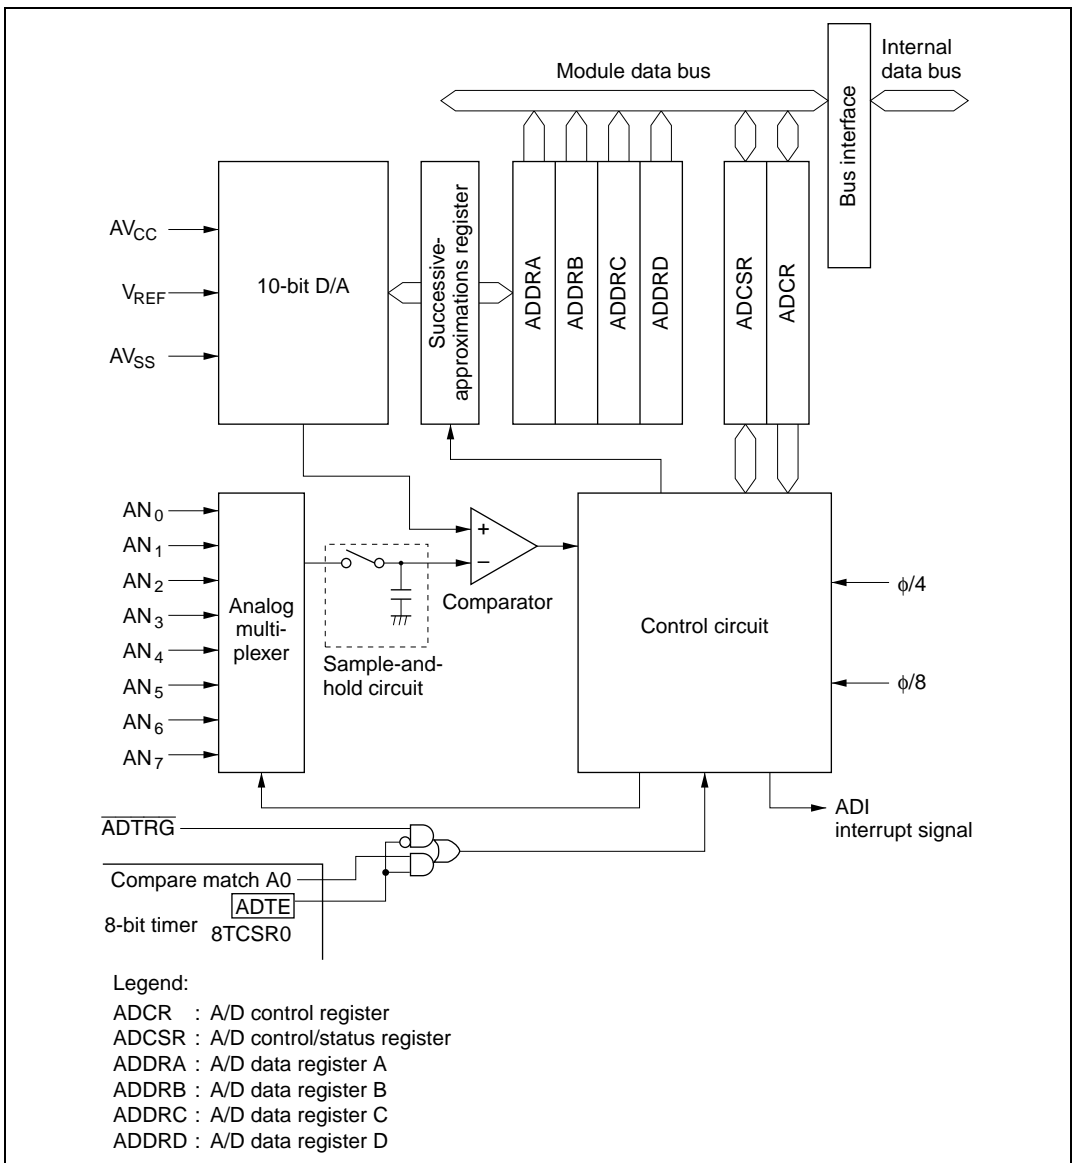 Internal
data bus
Module data bus
Bus interface
AVCC
VREF
AVSS
10-bit D/A
Successive-
approximations register
ADDRA
ADDRB
ADDRC
ADDRD
ADCSR
ADCR
AN0
AN1
AN2
AN3
AN4
AN5
AN6
AN7
Analog
multi-
plexer
Sample-and-
hold circuit
+
−
Comparator
Control circuit
ϕ/4
ϕ/8
ADI
interrupt signal
ADTRG
Compare match A0
ADTE
8-bit timer
8TCSR0
Legend:
ADCR : A/D control register
ADCSR : A/D control/status register
ADDRA : A/D data register A
ADDRB : A/D data register B
ADDRC : A/D data register C
ADDRD : A/D data register D